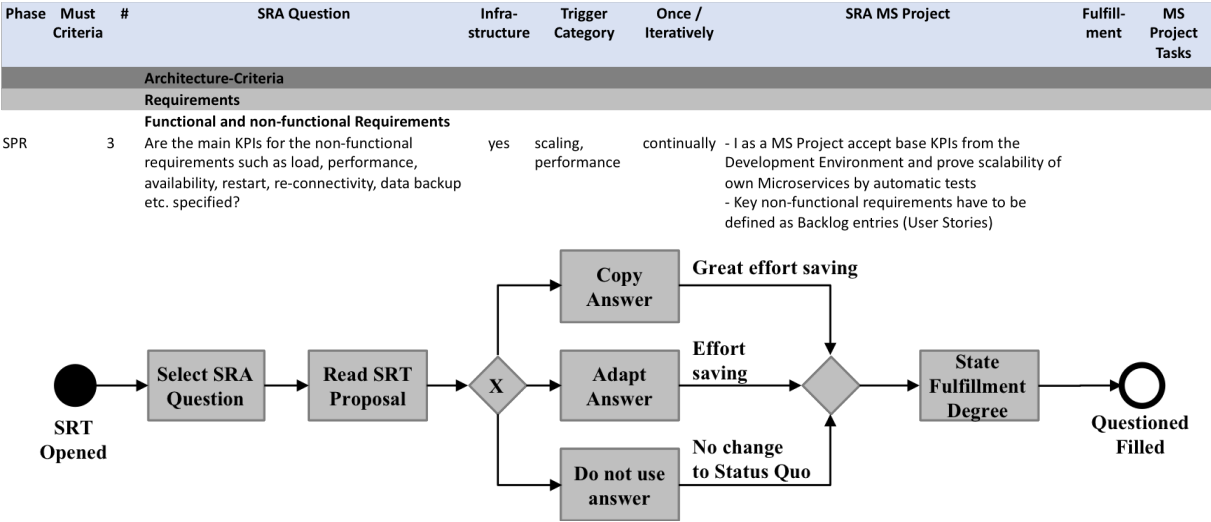 Phase Must Criteria # SRA Question Infra-structure Trigger Category Once / Iteratively SRA MS Project Fulfill-ment MS Project Tasks
Architecture-Criteria
Requirements
Functional and non-functional Requirements
SPR 3 Are the main KPIs for the non-functional
requirements such as load, performance,
availability, restart, re-connectivity, data backup
etc. specified?
yes
scaling,
performance
continually
- I as a MS Project accept base KPIs from the
Development Environment and prove scalability of
own Microservices by automatic tests
- Key non-functional requirements have to be
defined as Backlog entries (User Stories)
SRT
Opened
Select SRA
Question
Read SRT
Proposal
X
Copy
Answer
Great effort saving
Adapt
Answer
Effort
saving
Do not use
answer
No change
to Status Quo
State
Fulfillment
Degree
Questioned
Filled